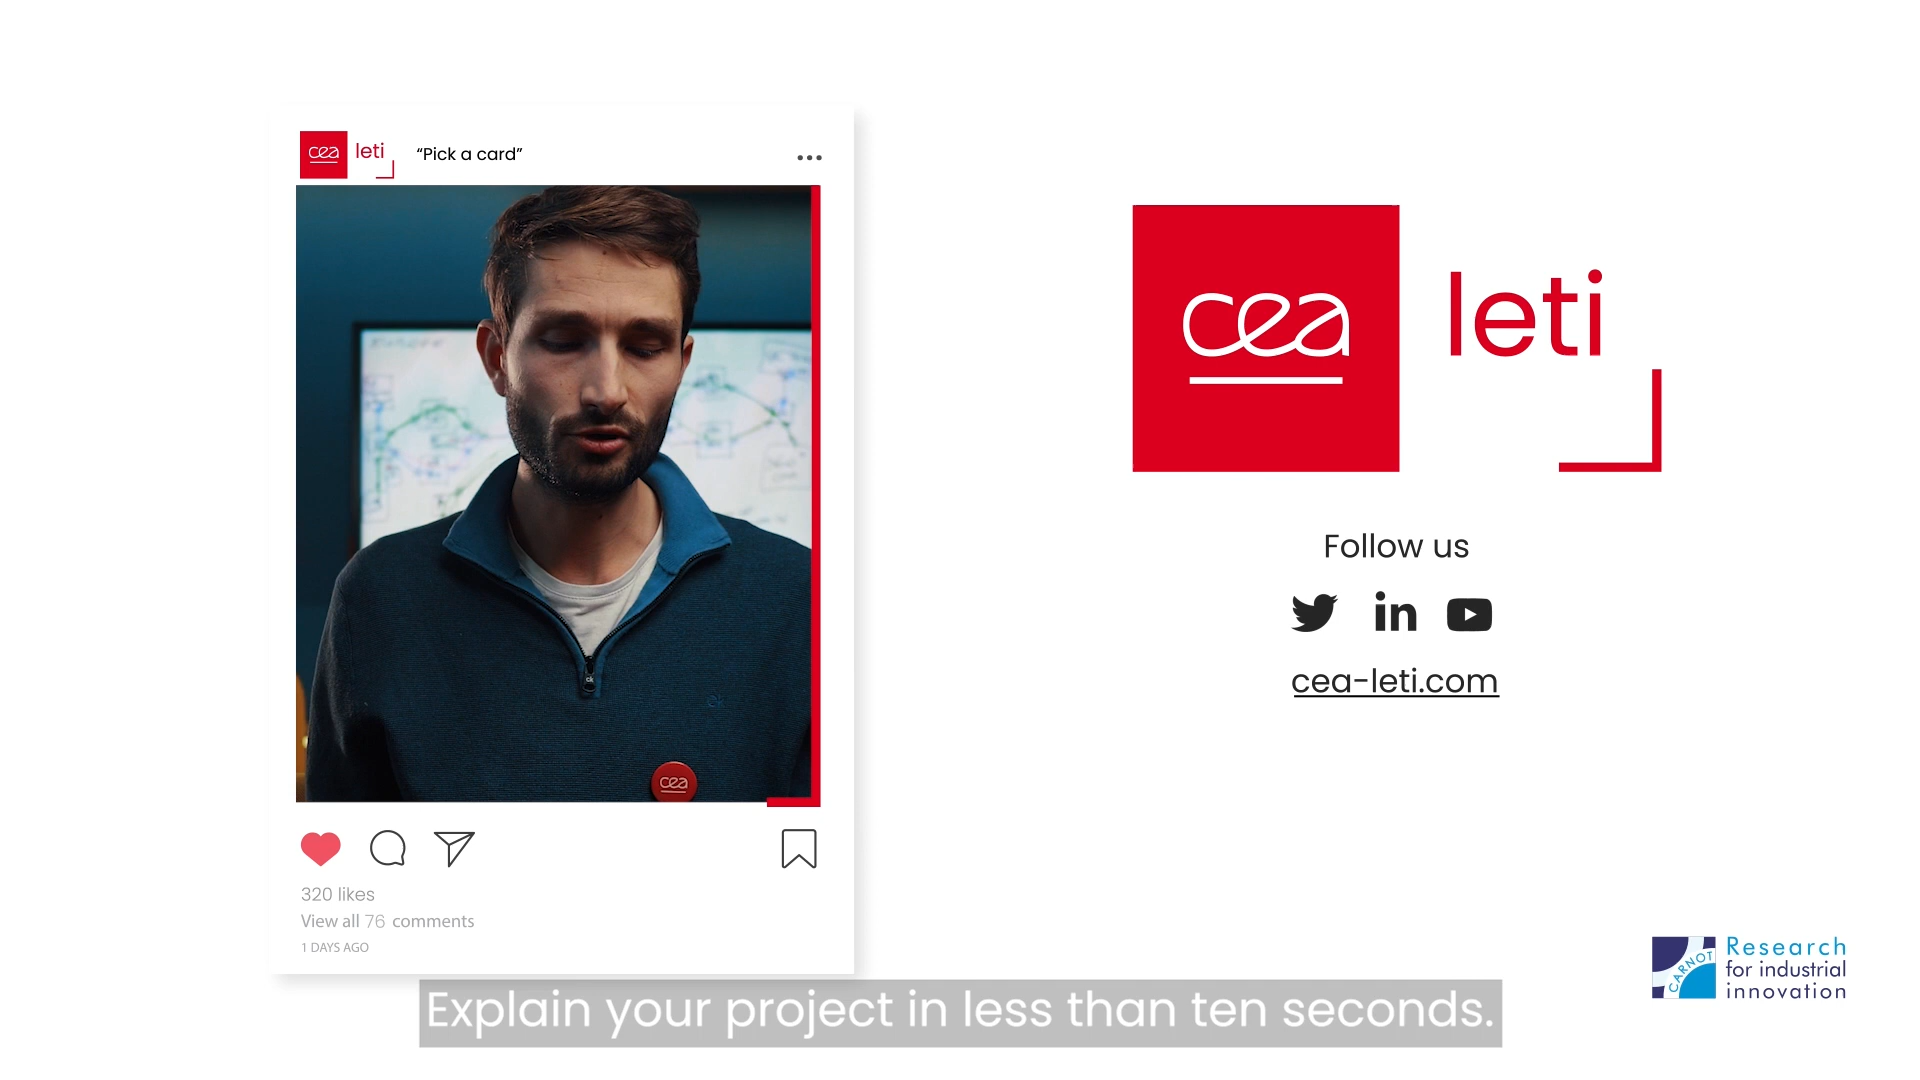 cea leti "Pick a card"
cea
320 likes
View all 76 comments
1 DAYS AGO
cea leti
Follow us
in
cea-leti.com
CARNOT
Research
for industrial
innovation
Explain your project in less than ten seconds.